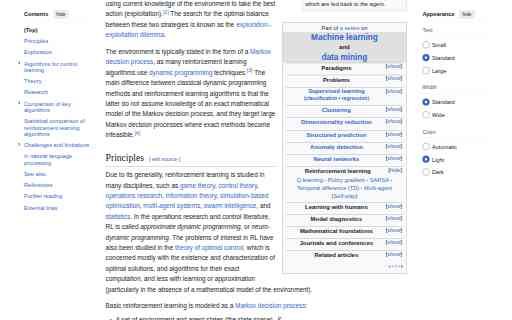 Contents hide
(Top)
Principles
Exploration
Algorithms for control
learning
Theory
Research
Comparison of key
algorithms
Statistical comparison of
reinforcement learning
algorithms
Challenges and limitations
In natural language
processing
See also
References
Further reading
External links
using current knowledge of the environment to take the best
action (exploitation).[2] The search for the optimal balance
between these two strategies is known as the exploration–
exploitation dilemma.
The environment is typically stated in the form of a Markov
decision process, as many reinforcement learning
algorithms use dynamic programming techniques.[3] The
main difference between classical dynamic programming
methods and reinforcement learning algorithms is that the
latter do not assume knowledge of an exact mathematical
model of the Markov decision process, and they target large
Markov decision processes where exact methods become
infeasible.[4]
Principles [ edit source ]
Due to its generality, reinforcement learning is studied in
many disciplines, such as game theory, control theory,
operations research, information theory, simulation-based
optimization, multi-agent systems, swarm intelligence, and
statistics. In the operations research and control literature,
RL is called approximate dynamic programming, or neuro-
dynamic programming. The problems of interest in RL have
also been studied in the theory of optimal control, which is
concerned mostly with the existence and characterization of
optimal solutions, and algorithms for their exact
computation, and less with learning or approximation
(particularly in the absence of a mathematical model of the environment).
Basic reinforcement learning is modeled as a Markov decision process:
A set of environment and agent states (the state space),
which are fed back to the agent.
Part of a series on
Machine learning
and
data mining
Paradigms [show]
Problems [show]
Supervised learning [show]
(classification • regression)
Clustering [show]
Dimensionality reduction [show]
Structured prediction [show]
Anomaly detection [show]
Neural networks [show]
Reinforcement learning [hide]
Q-learning · Policy gradient · SARSA ·
Temporal difference (TD) · Multi-agent
(Self-play)
Learning with humans [show]
Model diagnostics [show]
Mathematical foundations [show]
Journals and conferences [show]
Related articles [show]
v · t · e
Appearance hide
Text
Small
Standard
Large
Width
Standard
Wide
Color
Automatic
Light
Dark